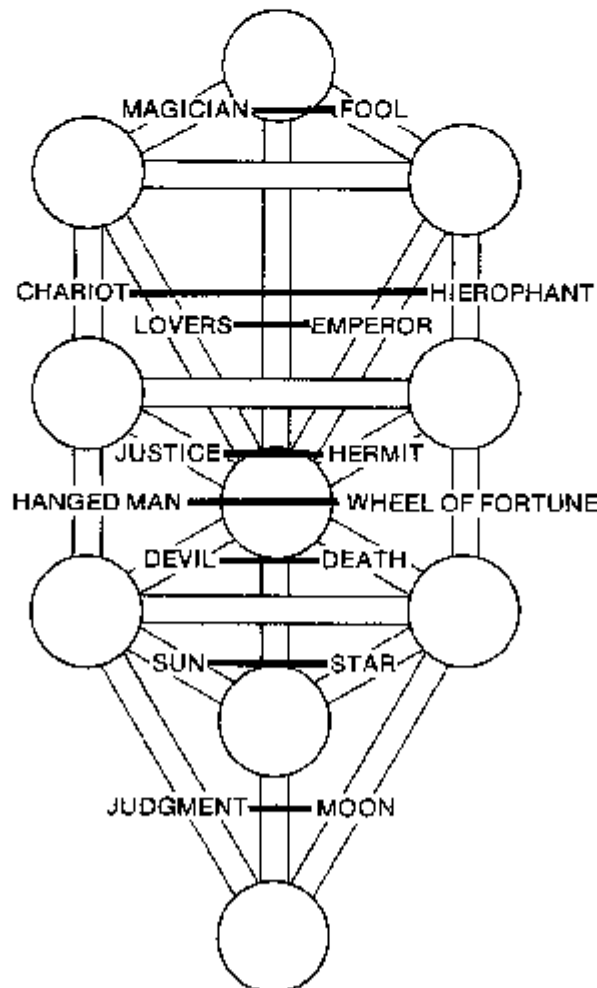 MAGICIAN FOOL
CHARIOT HIEROPHANT
LOVERS EMPEROR
JUSTICE HERMIT
HANGED MAN WHEEL OF FORTUNE
DEVIL DEATH
SUN STAR
JUDGMENT MOON